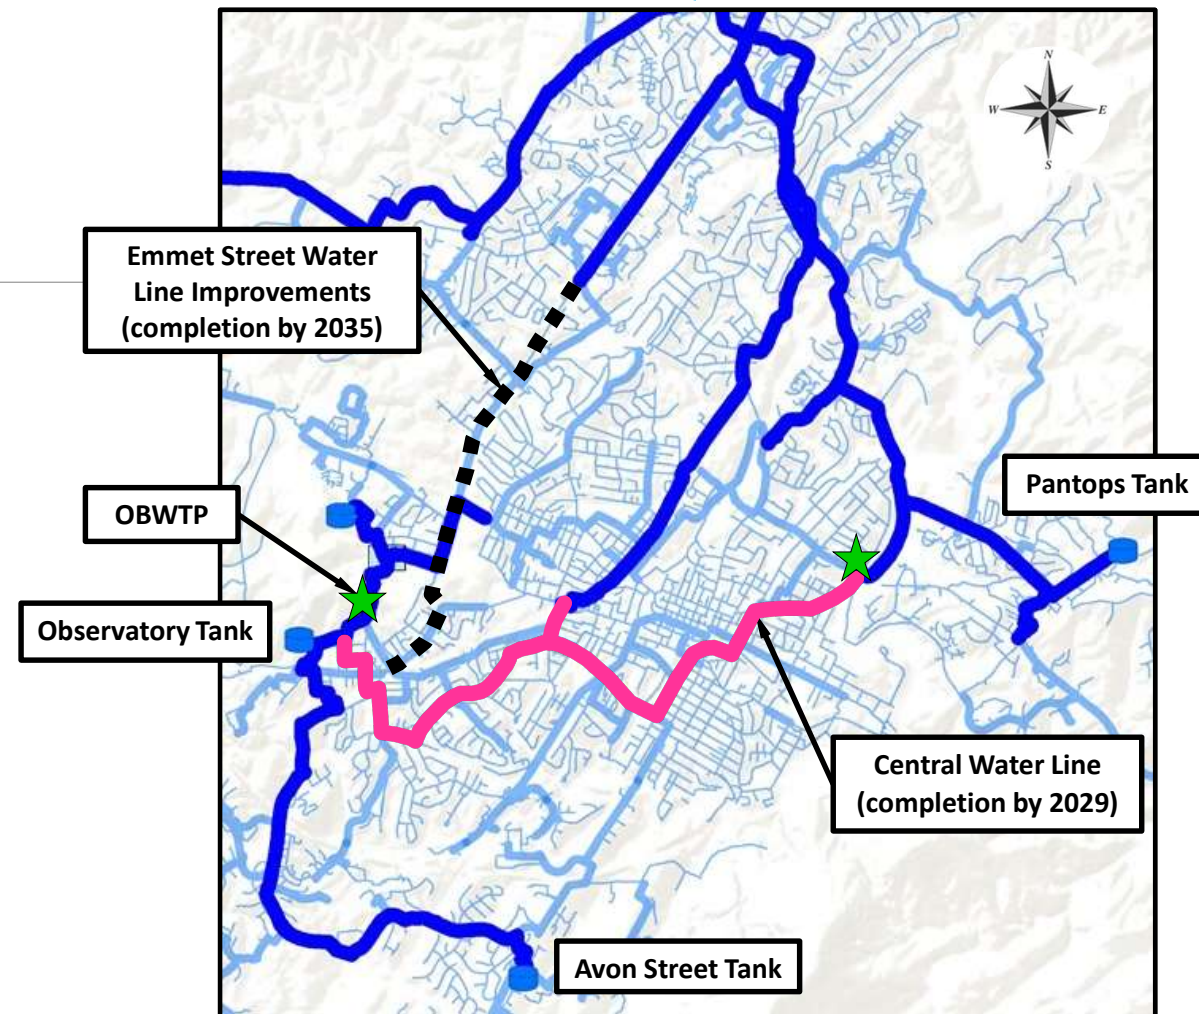 N
W
E
S
Emmet Street Water
Line Improvements
(completion by 2035)
Pantops Tank
OBWTP
Observatory Tank
Central Water Line
(completion by 2029)
Avon Street Tank